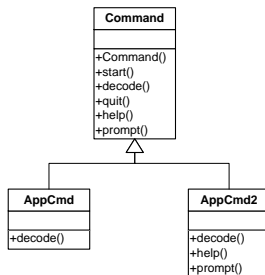 Command
+Command()
+start()
+decode()
+quit()
+help()
+prompt()
AppCmd
+decode()
AppCmd2
+decode()
+help()
+prompt()